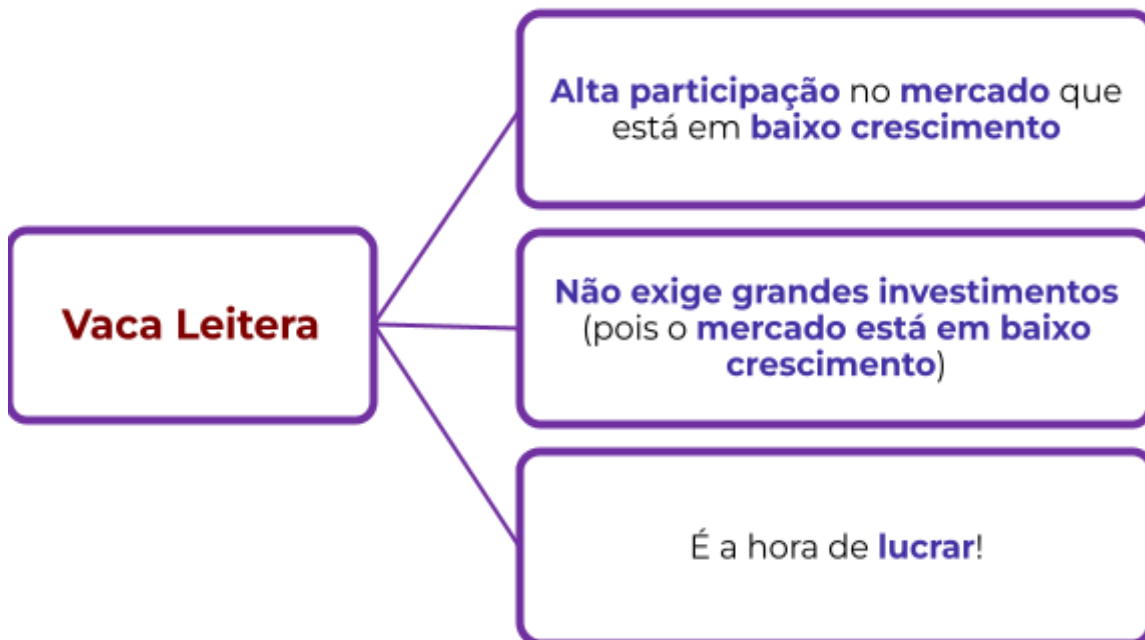 Alta participação no mercado que
está em baixo crescimento
Vaca Leitera
Não exige grandes investimentos
(pois o mercado está em baixo
crescimento)
É a hora de lucrar!